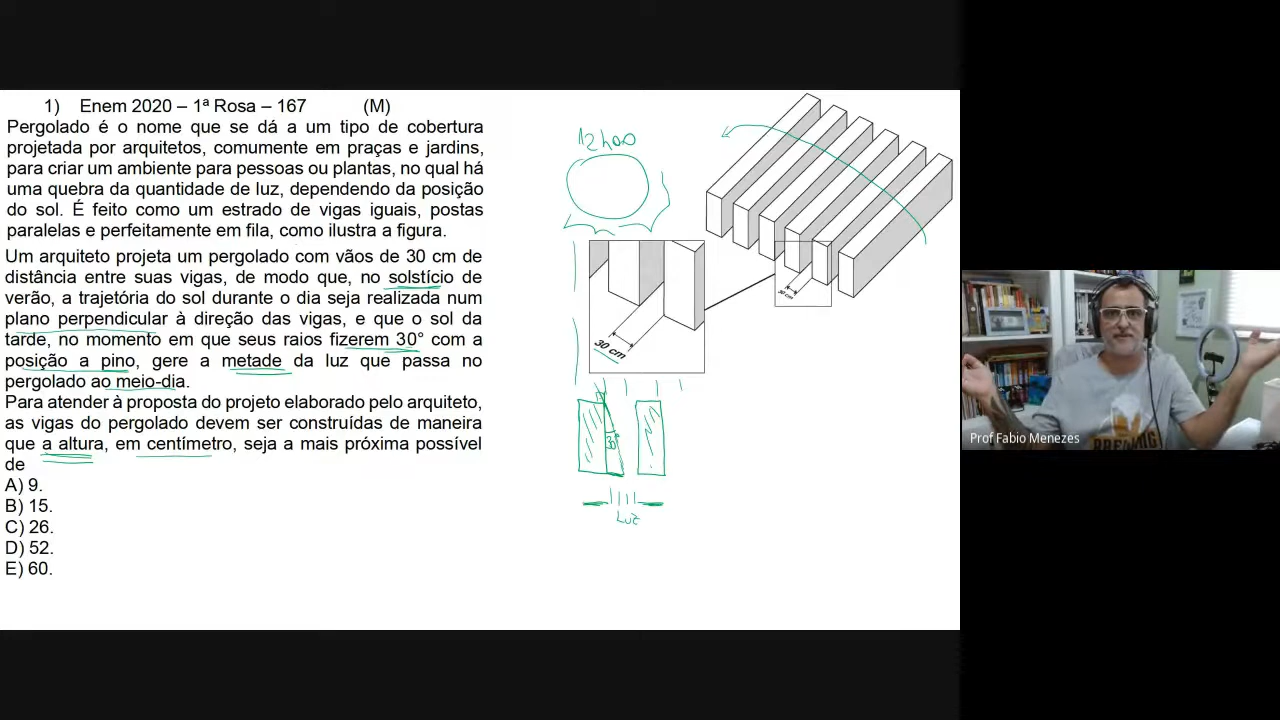 1) Enem 2020 – 1ª Rosa – 167 (M)
Pergolado é o nome que se dá a um tipo de cobertura
projetada por arquitetos, comumente em praças e jardins,
para criar um ambiente para pessoas ou plantas, no qual há
uma quebra da quantidade de luz, dependendo da posição
do sol. É feito como um estrado de vigas iguais, postas
paralelas e perfeitamente em fila, como ilustra a figura.
Um arquiteto projeta um pergolado com vãos de 30 cm de
distância entre suas vigas, de modo que, no solstício de
verão, a trajetória do sol durante o dia seja realizada num
plano perpendicular à direção das vigas, e que o sol da
tarde, no momento em que seus raios fizerem 30° com a
posição a pino, gere a metade da luz que passa no
pergolado ao meio-dia.
Para atender à proposta do projeto elaborado pelo arquiteto,
as vigas do pergolado devem ser construídas de maneira
que a altura, em centímetro, seja a mais próxima possível
de
A) 9.
B) 15.
C) 26.
D) 52.
E) 60.
12h00
30 cm
30 cm
30°
Luz
Prof Fabio Menezes